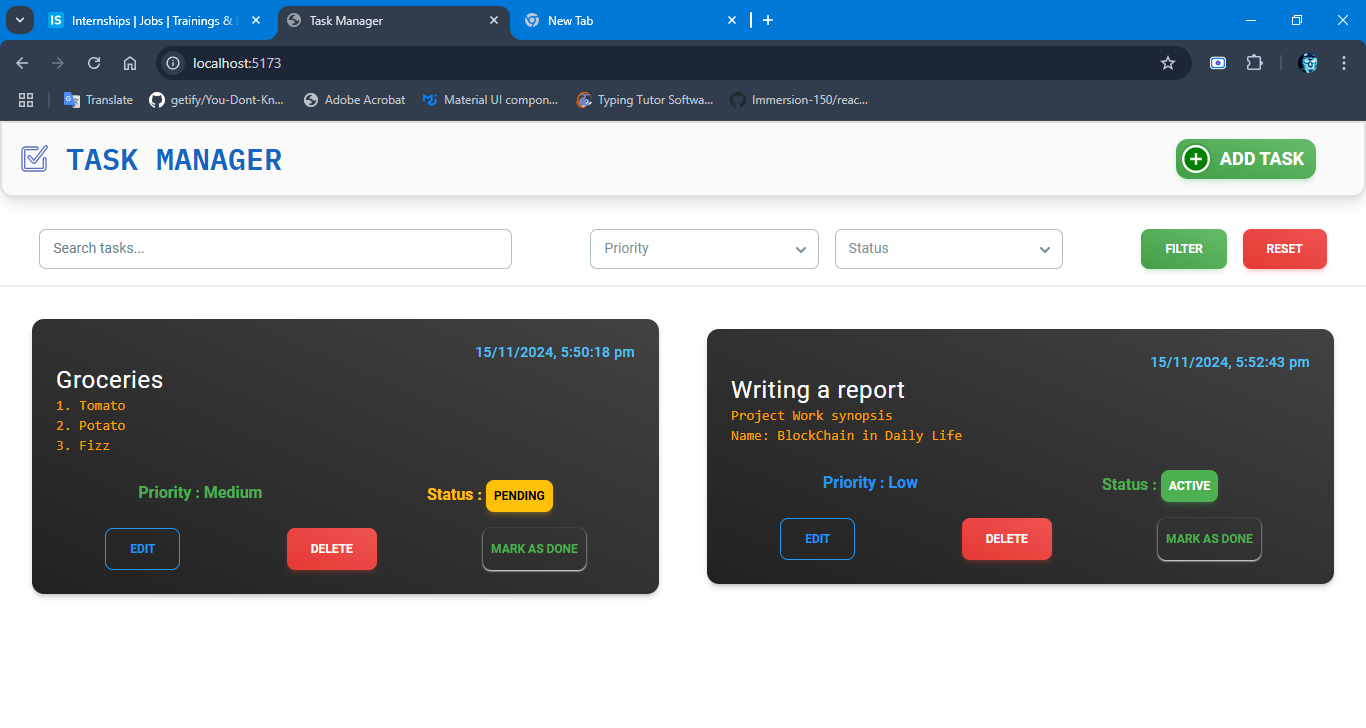 Internships | Jobs | Trainings &
Task Manager
New Tab
localhost:5173
Translate
getify/You-Dont-Kn...
Adobe Acrobat
Material UI compon...
Typing Tutor Softwa...
Immersion-150/reac...
TASK MANAGER
ADD TASK
Search tasks...
Priority
Status
FILTER
RESET
15/11/2024, 5:50:18 pm
Groceries
1. Tomato
2. Potato
3. Fizz
Priority : Medium
Status : PENDING
EDIT
DELETE
MARK AS DONE
15/11/2024, 5:52:43 pm
Writing a report
Project Work synopsis
Name: BlockChain in Daily Life
Priority : Low
Status : ACTIVE
EDIT
DELETE
MARK AS DONE